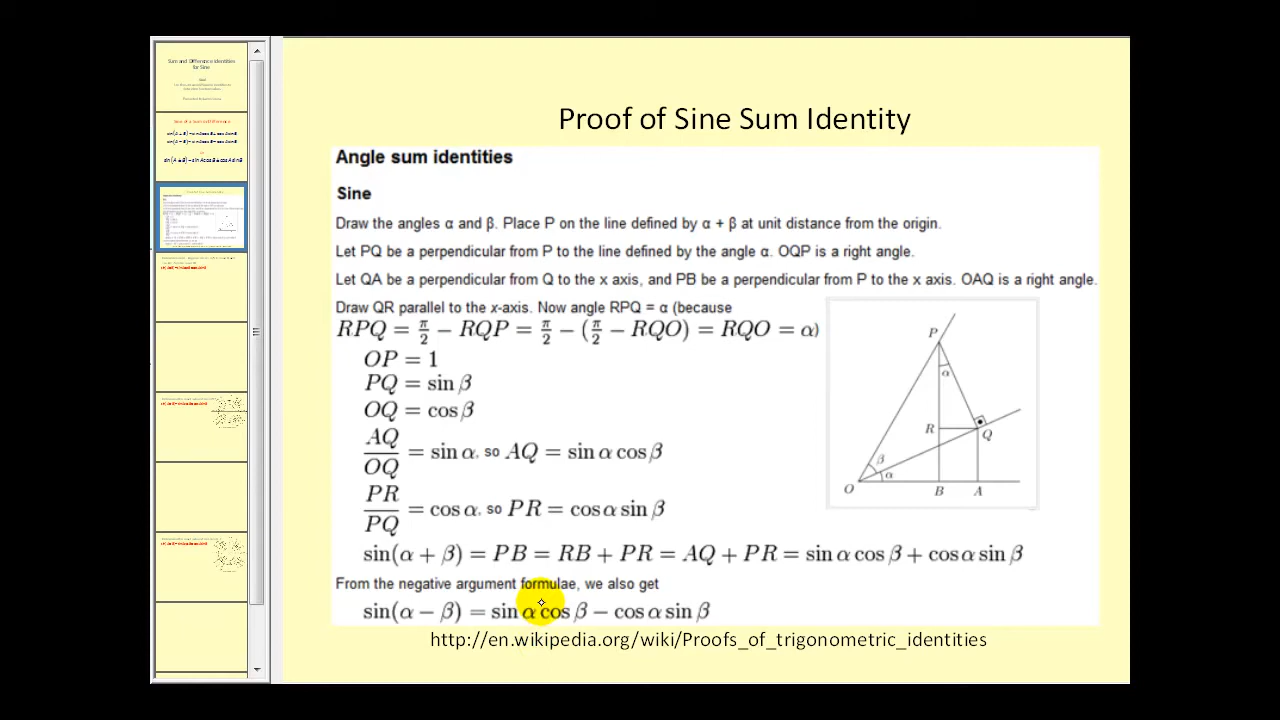 Sum and Difference Identities
for Sine
Proof of Sine Sum Identity
Angle sum identities
Sine
Draw the angles α and β. Place P on the line defined by α + β at unit distance from the origin.
Let PQ be a perpendicular from P to the line defined by the angle α. OQP is a right angle.
Let QA be a perpendicular from Q to the x axis, and PB be a perpendicular from P to the x axis. OAQ is a right angle.
Draw QR parallel to the x-axis. Now angle RPQ = α (because
RPQ = π/2 − RQP = π/2 − (π/2 − RQO) = RQO = α)
OP = 1
PQ = sin β
OQ = cos β
AQ/OQ = sin α, so AQ = sin α cos β
PR/PQ = cos α, so PR = cos α sin β
sin(α + β) = PB = RB + PR = AQ + PR = sin α cos β + cos α sin β
From the negative argument formulae, we also get
sin(α − β) = sin α cos β − cos α sin β
P
α
R
Q
β
α
O
B
A
http://en.wikipedia.org/wiki/Proofs_of_trigonometric_identities